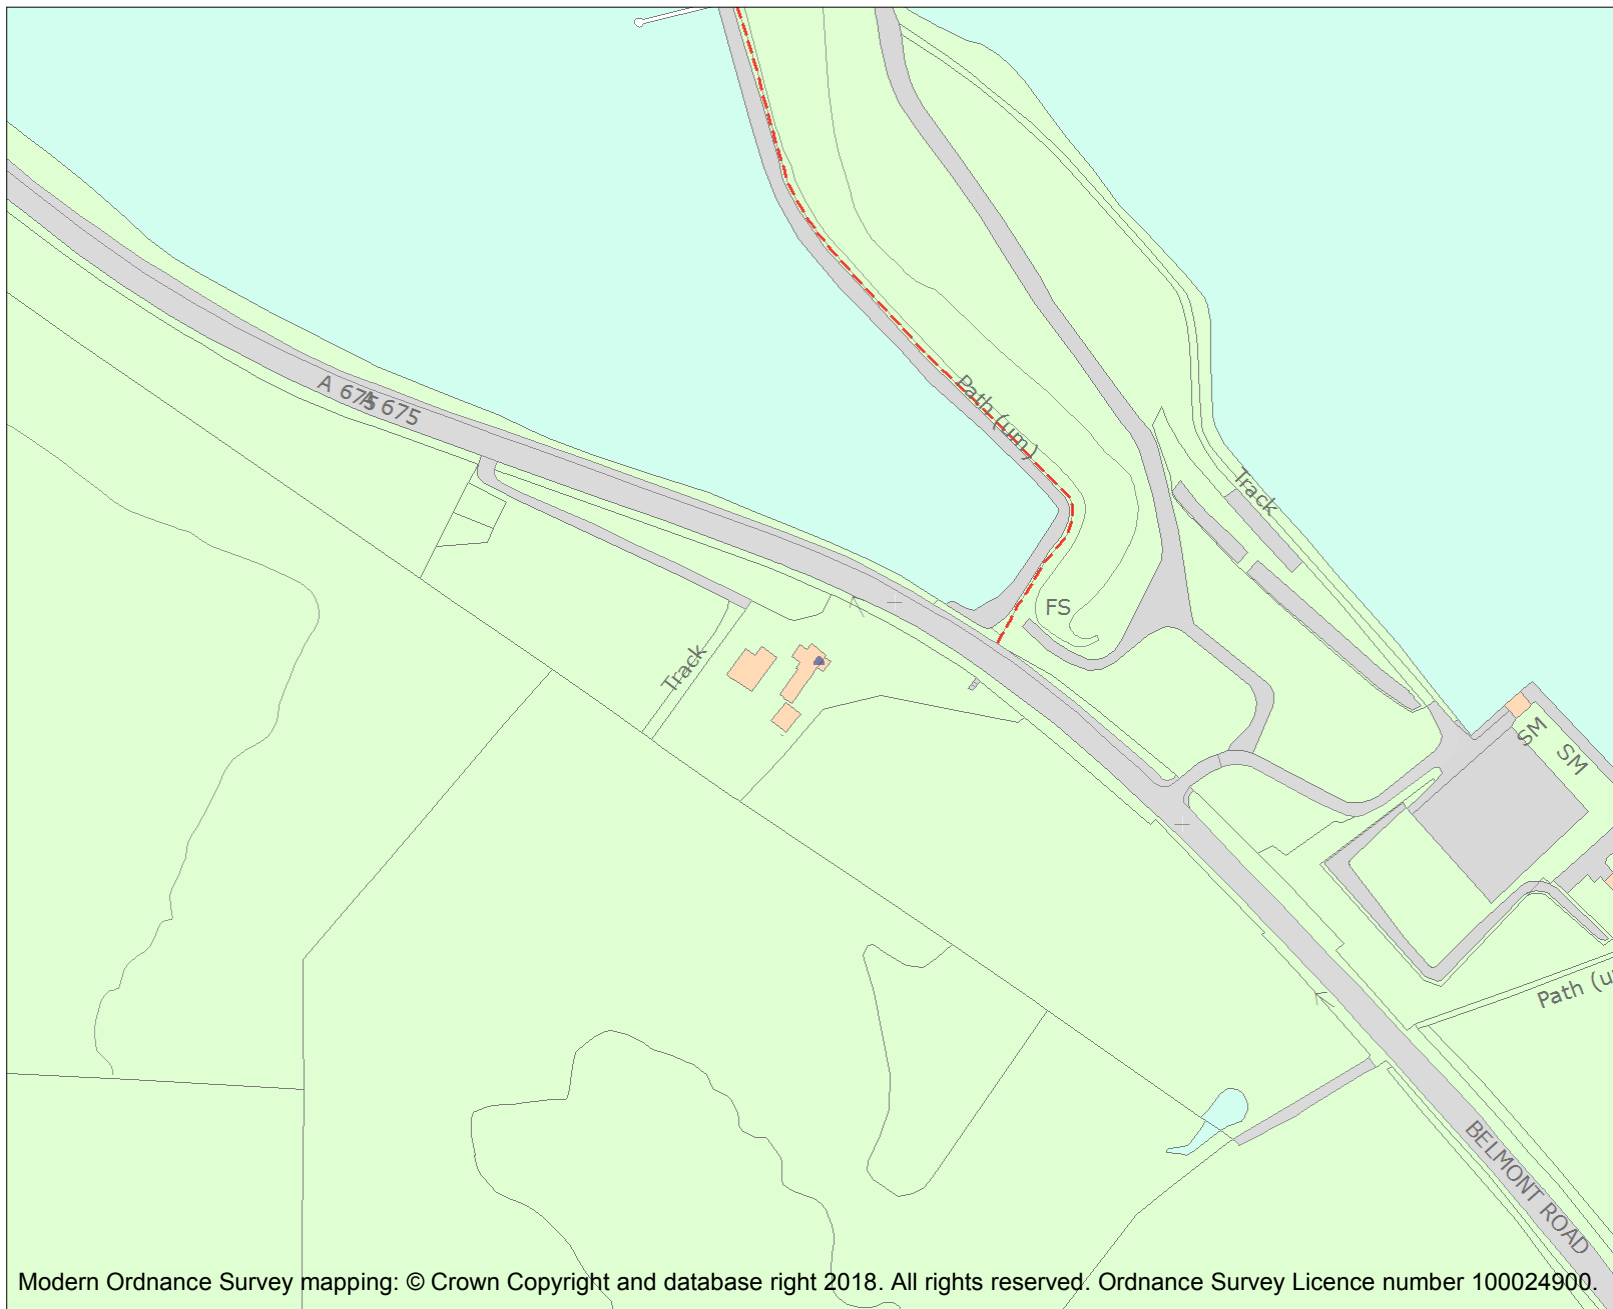 A 675
A 675
Path (um)
Track
FS
Track
SM
SM
Path (u
BELMONT ROAD
Modern Ordnance Survey mapping: © Crown Copyright and database right 2018. All rights reserved. Ordnance Survey Licence number 100024900.